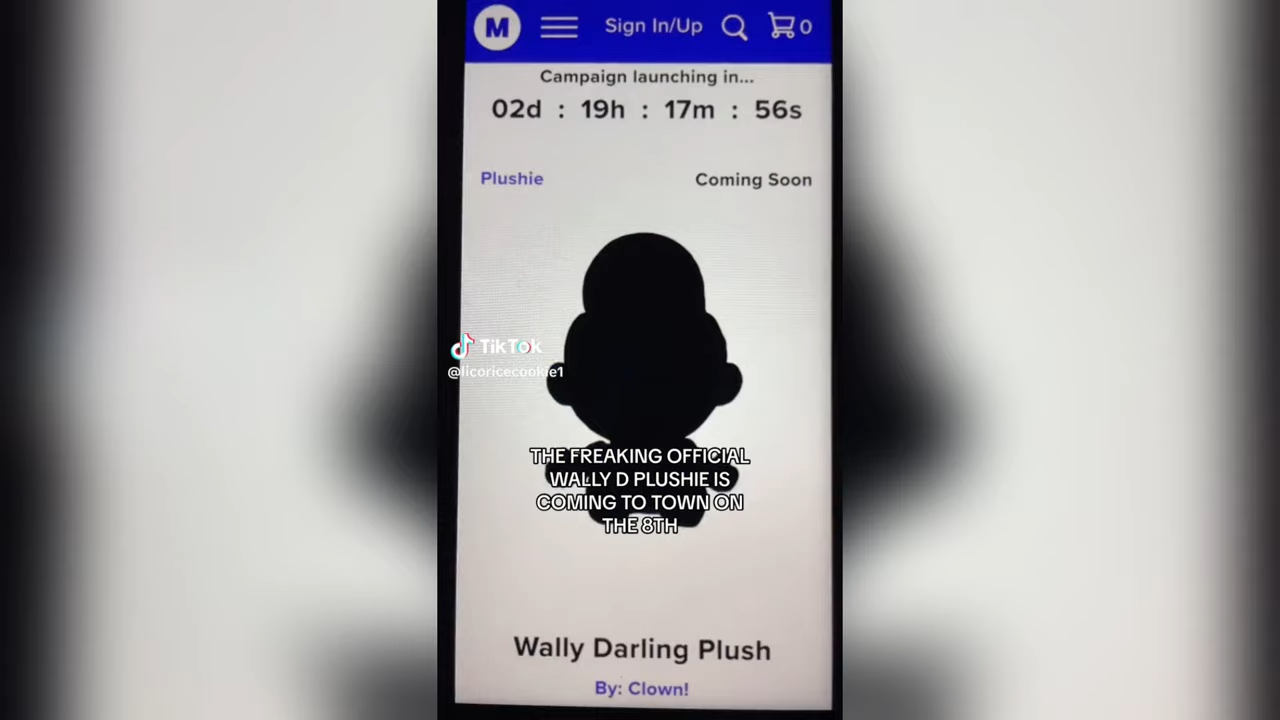 M
Sign In/Up
0
Campaign launching in...
02d : 19h : 17m : 56s
Plushie
Coming Soon
TikTok
@licoricecookie1
THE FREAKING OFFICIAL
WALLY D PLUSHIE IS
COMING TO TOWN ON
THE 8TH
Wally Darling Plush
By: Clown!